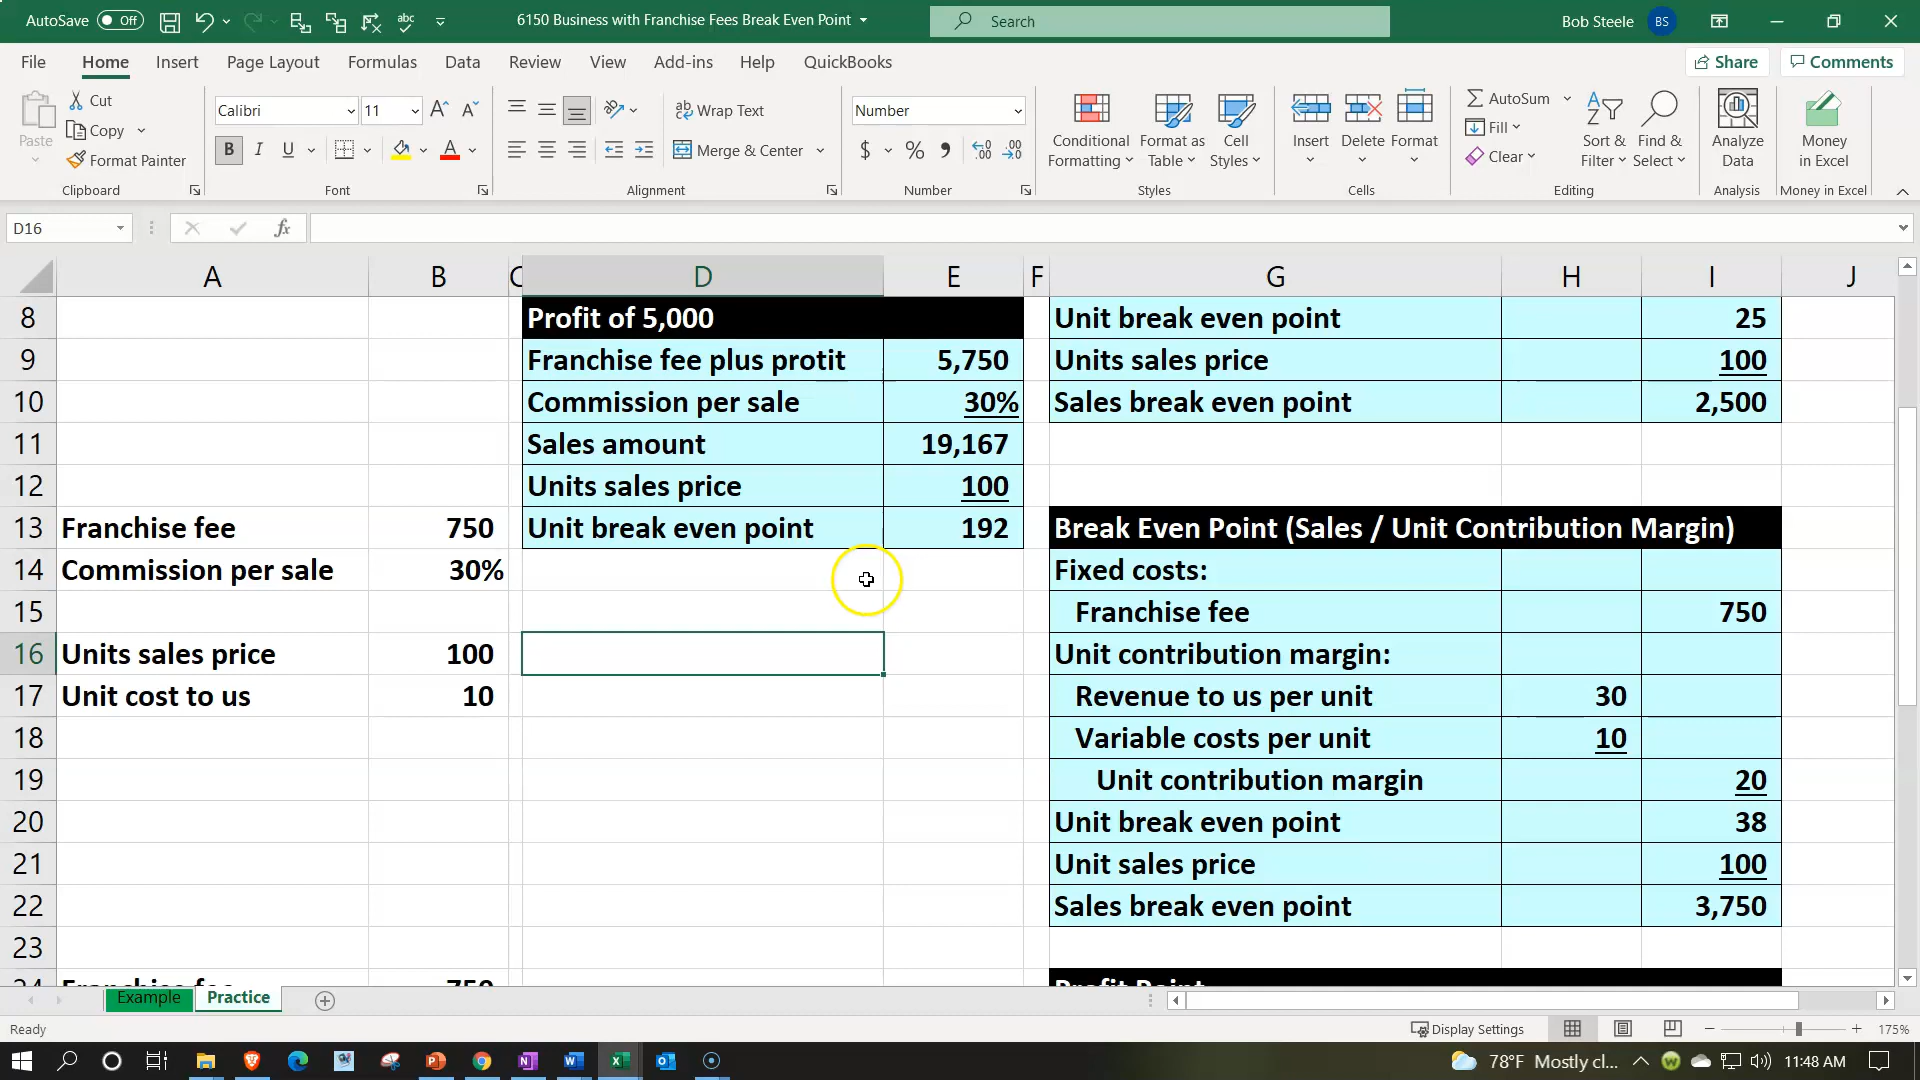 AutoSave Off
abc
6150 Business with Franchise Fees Break Even Point
Search
Bob Steele BS
File Home Insert Page Layout Formulas Data Review View Add-ins Help QuickBooks
Share Comments
Paste
Cut
Copy
Format Painter
Clipboard
Calibri 11
B I U
Font
Wrap Text
Merge & Center
Alignment
Number
Number
Conditional Formatting
Format as Table
Cell Styles
Styles
Insert Delete Format
Cells
AutoSum
Fill
Clear
Sort & Filter
Find & Select
Editing
Analyze Data
Analysis
Money in Excel
Money in Excel
D16
fx
A B C D E F G H I J
8 Profit of 5,000 Unit break even point 25
9 Franchise fee plus protit 5,750 Units sales price 100
10 Commission per sale 30% Sales break even point 2,500
11 Sales amount 19,167
12 Units sales price 100
13 Franchise fee 750 Unit break even point 192 Break Even Point (Sales / Unit Contribution Margin)
14 Commission per sale 30% Fixed costs:
15 Franchise fee 750
16 Units sales price 100 Unit contribution margin:
17 Unit cost to us 10 Revenue to us per unit 30
18 Variable costs per unit 10
19 Unit contribution margin 20
20 Unit break even point 38
21 Unit sales price 100
22 Sales break even point 3,750
23
24 Franchise fee 750 Profit Point
Example Practice
Ready
Display Settings
175%
78°F Mostly cl...
11:48 AM